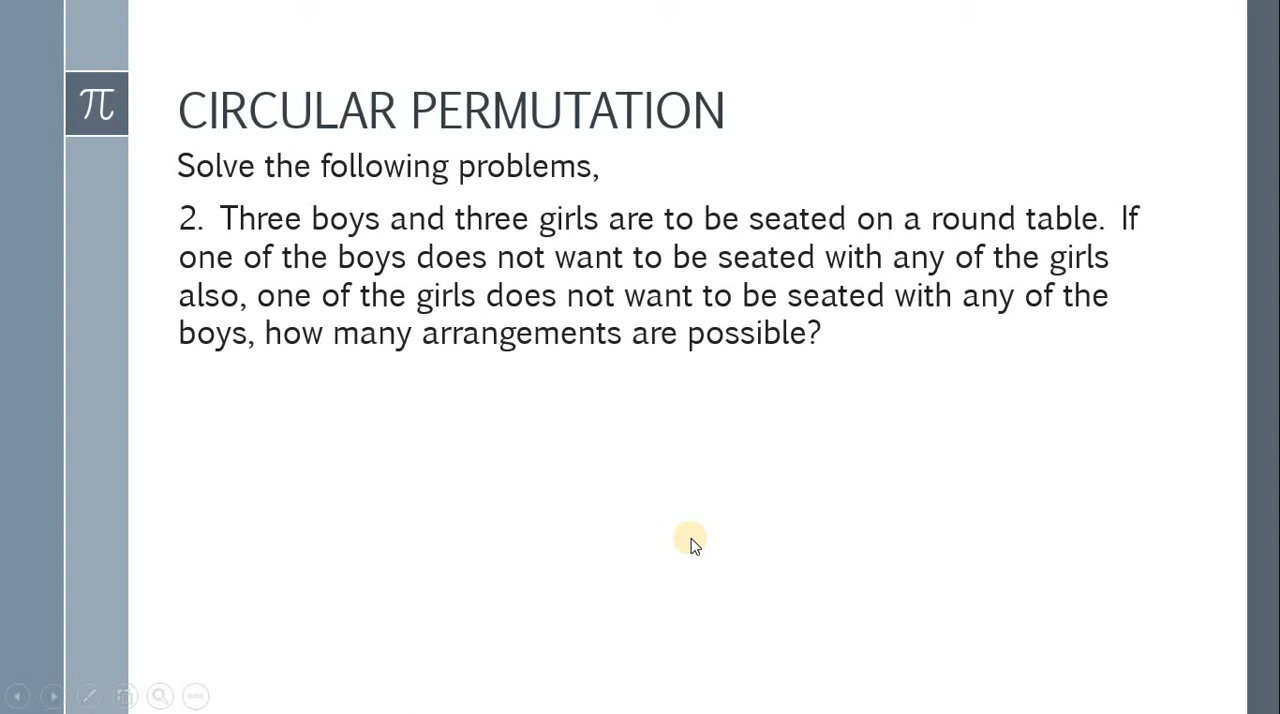 π
CIRCULAR PERMUTATION
Solve the following problems,
2. Three boys and three girls are to be seated on a round table. If
one of the boys does not want to be seated with any of the girls
also, one of the girls does not want to be seated with any of the
boys, how many arrangements are possible?